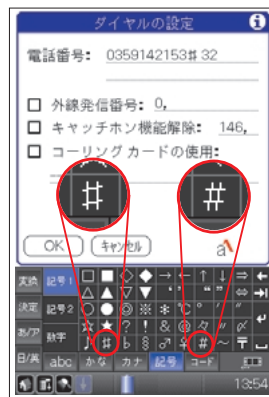 ダイヤルの設定
電話番号: 0359142153♯32
外線発信番号: 0,
キャッチホン機能解除: 146,
コーリングカードの使用:
♯ #
OK キャンセル a
変換 記号1 □ ■ ◇ ◆ → ← ↑ ↓ ⇒
△ ▲ ▽ ▼ ' " " ⇔
決定 記号2 ○ ● ◎ ※ * ℃ ° ′ ″
あ/ア 数字 ☆ ★ ? ! & @ 々 〃 〆
♪ ♯ ♭ § ♂ ♀ # ~ 〒
日/英 abc かな カナ 記号 コード
13:54